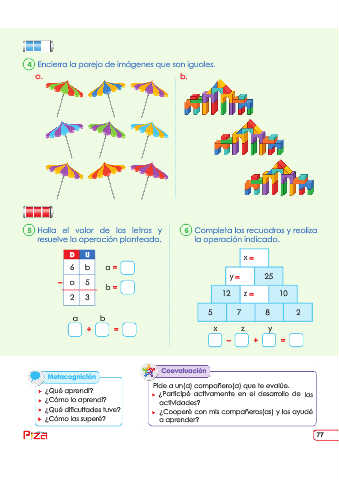 4 Encierra la pareja de imágenes que son iguales.
a.
b.
5 Halla el valor de las letras y
resuelve la operación planteada.
D U
6 b
- a 5
2 3
a =
b =
a b
+ =
6 Completa los recuadros y realiza
la operación indicada.
x =
y = 25
12 z = 10
5 7 8 2
x z y
- + =
Metacognición
¿Qué aprendí?
¿Cómo lo aprendí?
¿Qué dificultades tuve?
¿Cómo las superé?
Coevaluación
Pide a un(a) compañero(a) que te evalúe.
¿Participé activamente en el desarrollo de las
actividades?
¿Cooperé con mis compañeros(as) y los ayudé
a aprender?
77